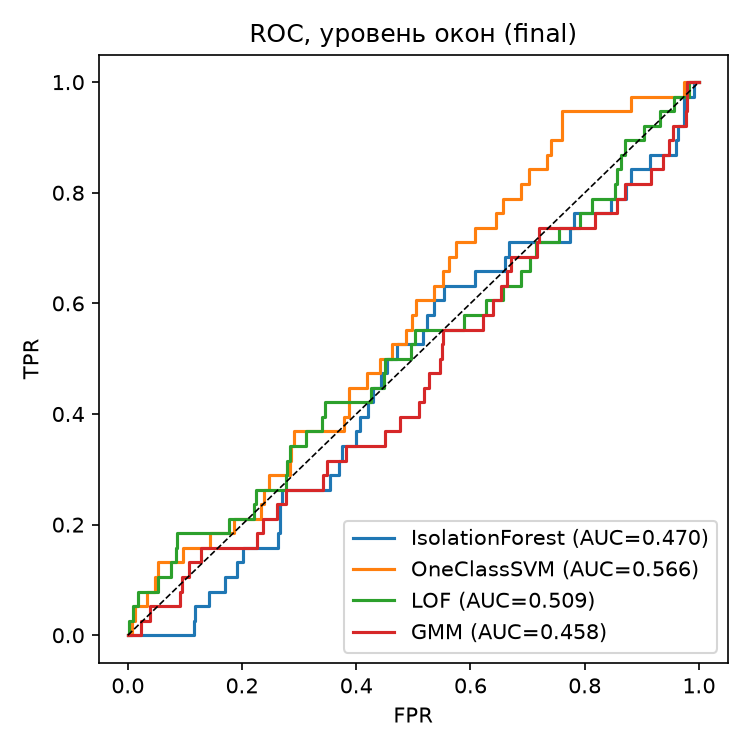 ROC, уровень окон (final)
TPR
1.0
0.8
0.6
0.4
0.2
0.0
IsolationForest (AUC=0.470)
OneClassSVM (AUC=0.566)
LOF (AUC=0.509)
GMM (AUC=0.458)
0.0 0.2 0.4 0.6 0.8 1.0
FPR